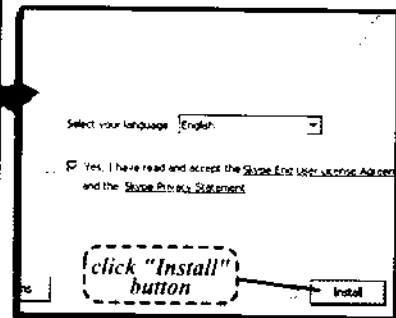 Select your language English
Yes, I have read and accept the Skype End User License Agreem
and the Skype Privacy Statement
click "Install"
button
ns
Install